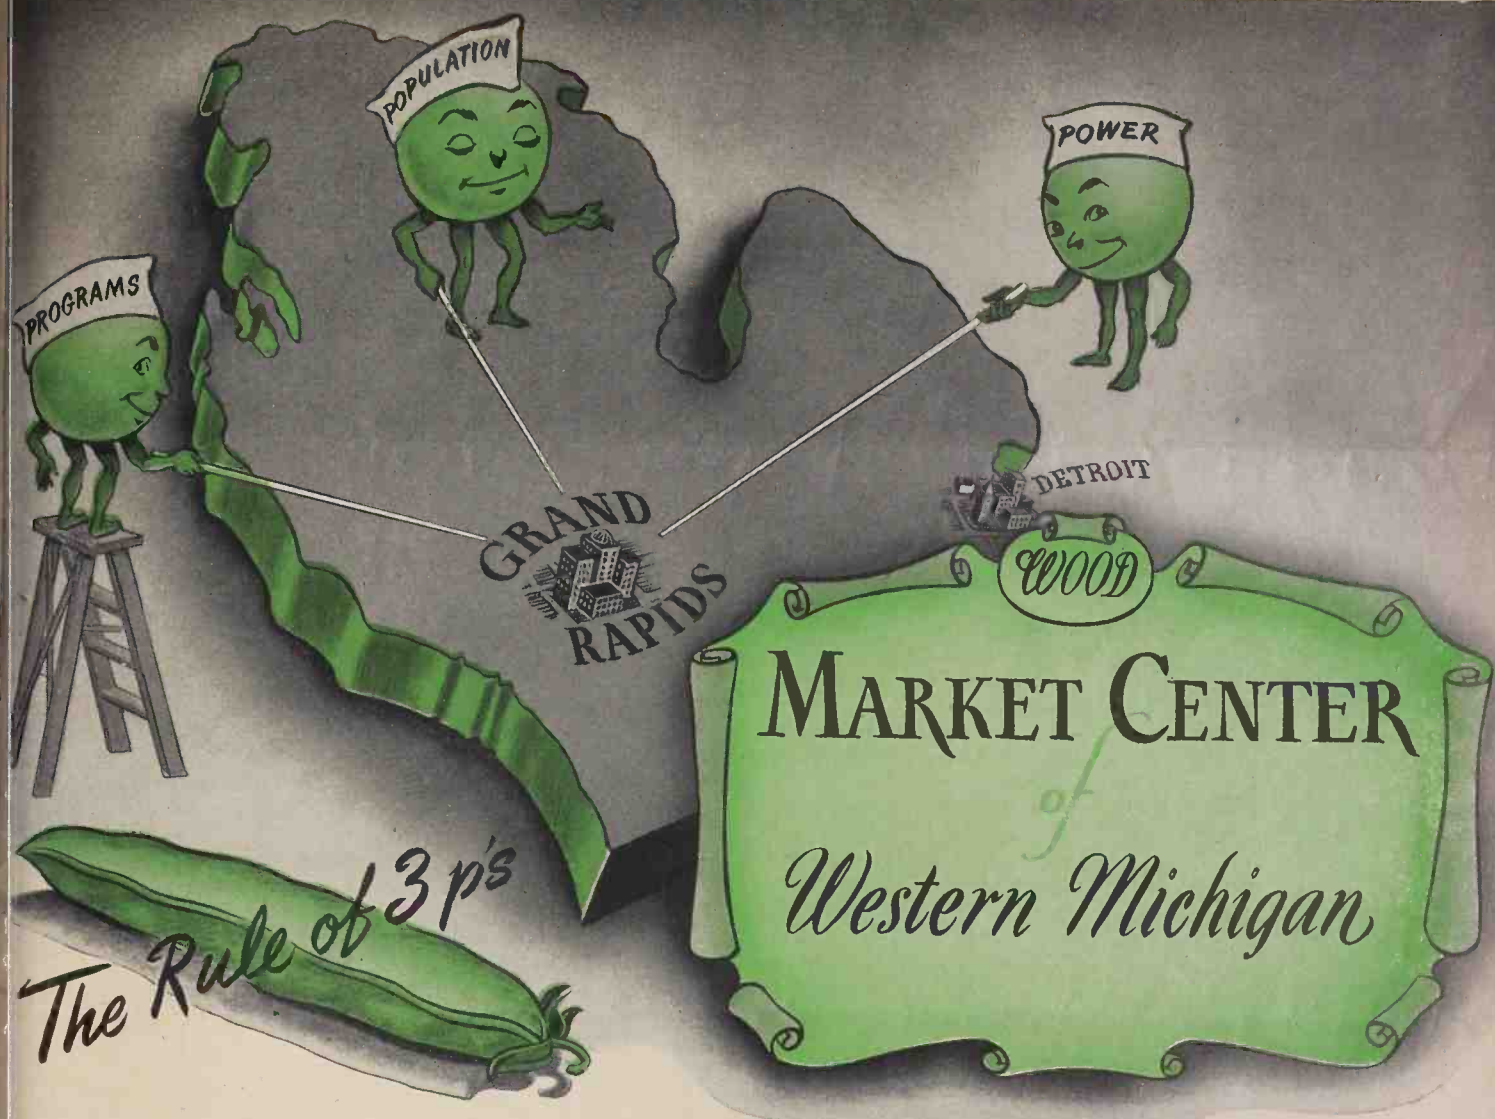 POPULATION
POWER
PROGRAMS
DETROIT
GRAND
RAPIDS
WOOD
MARKET CENTER
of
Western Michigan
The Rule of 3 p's